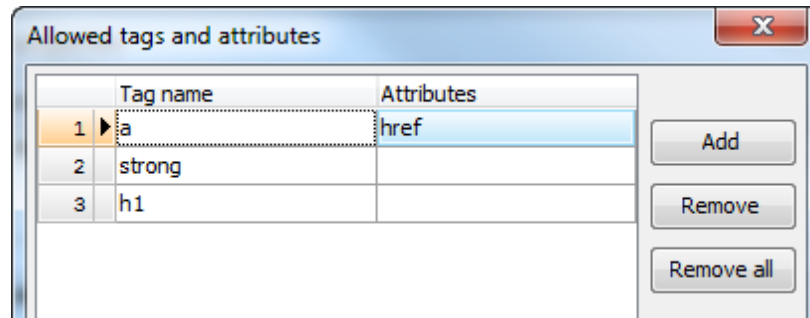 Allowed tags and attributes
Tag name Attributes
1 a href
2 strong
3 h1
Add
Remove
Remove all